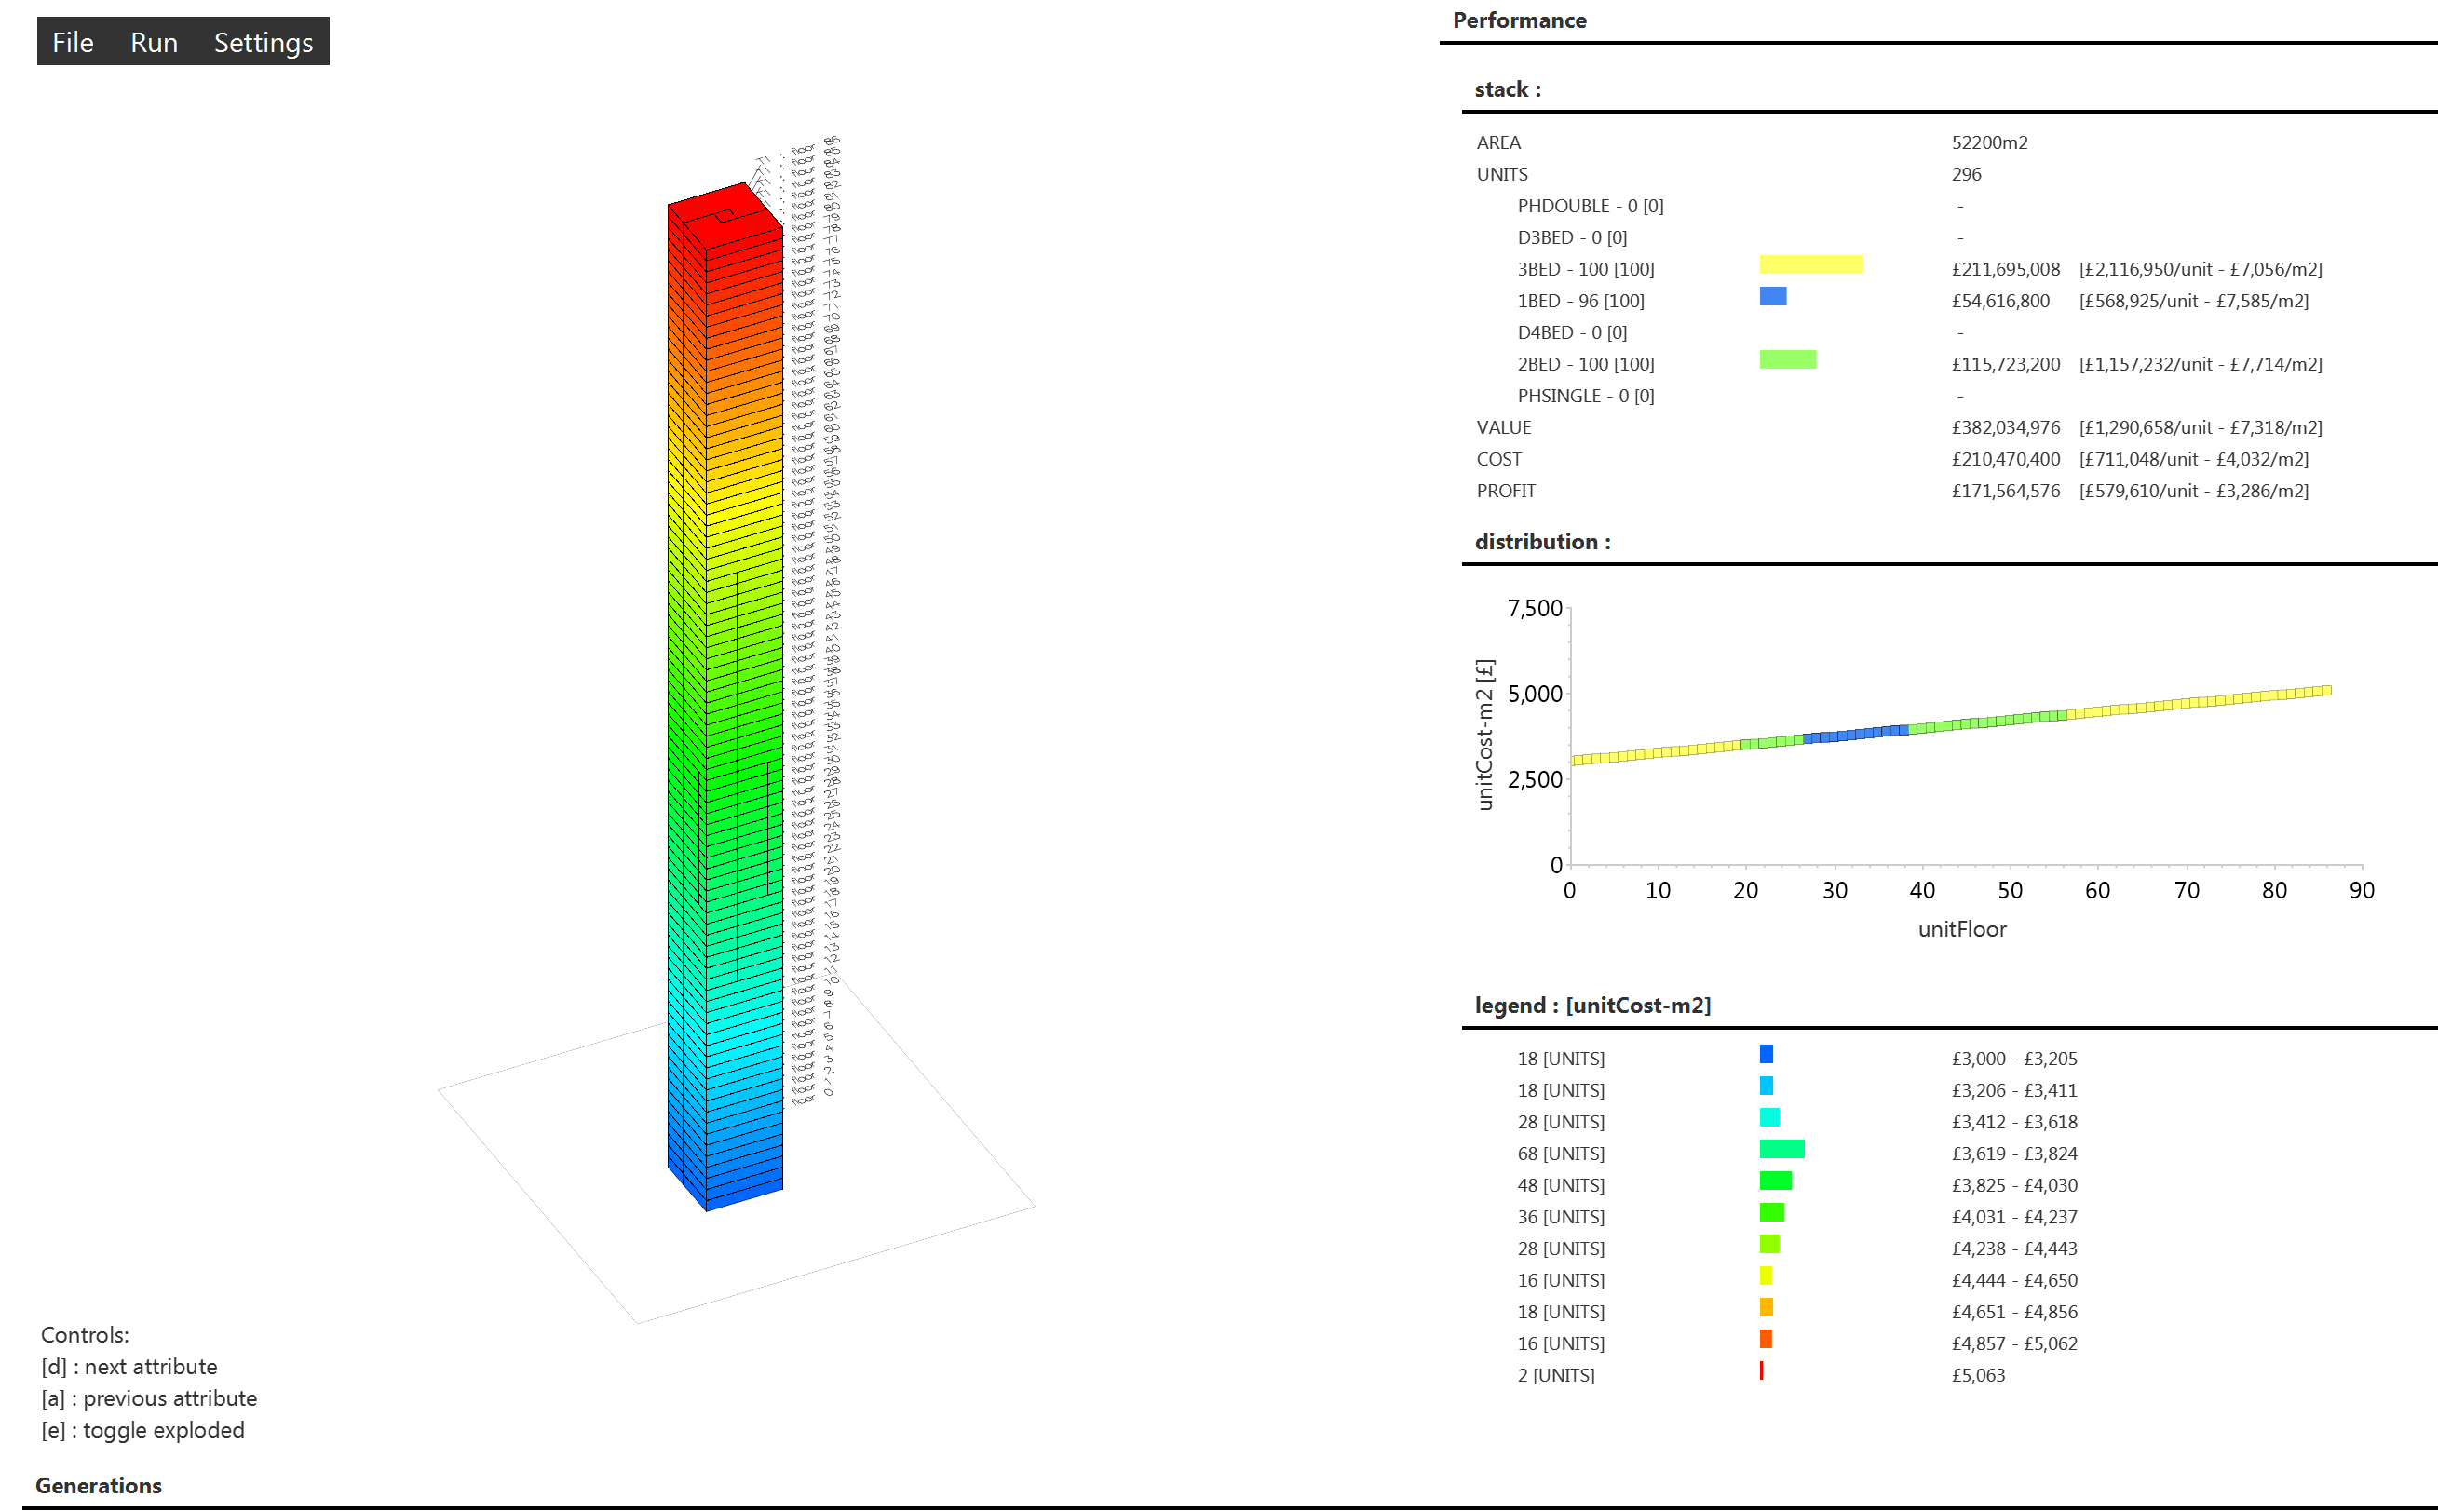 File Run Settings
Performance
stack :
AREA 52200m2
UNITS 296
PHDOUBLE - 0 [0] -
D3BED - 0 [0] -
3BED - 100 [100] £211,695,008 [£2,116,950/unit - £7,056/m2]
1BED - 96 [100] £54,616,800 [£568,925/unit - £7,585/m2]
D4BED - 0 [0] -
2BED - 100 [100] £115,723,200 [£1,157,232/unit - £7,714/m2]
PHSINGLE - 0 [0] -
VALUE £382,034,976 [£1,290,658/unit - £7,318/m2]
COST £210,470,400 [£711,048/unit - £4,032/m2]
PROFIT £171,564,576 [£579,610/unit - £3,286/m2]
distribution :
7,500
5,000
2,500
0
unitCost-m2 [£]
0 10 20 30 40 50 60 70 80 90
unitFloor
legend : [unitCost-m2]
18 [UNITS] £3,000 - £3,205
18 [UNITS] £3,206 - £3,411
28 [UNITS] £3,412 - £3,618
68 [UNITS] £3,619 - £3,824
48 [UNITS] £3,825 - £4,030
36 [UNITS] £4,031 - £4,237
28 [UNITS] £4,238 - £4,443
16 [UNITS] £4,444 - £4,650
18 [UNITS] £4,651 - £4,856
16 [UNITS] £4,857 - £5,062
2 [UNITS] £5,063
Controls:
[d] : next attribute
[a] : previous attribute
[e] : toggle exploded
Generations